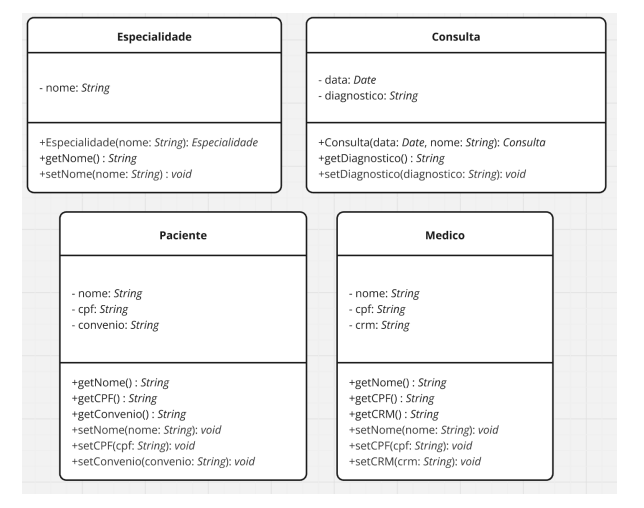 Especialidade
- nome: String
+Especialidade(nome: String): Especialidade
+getNome() : String
+setNome(nome: String) : void
Consulta
- data: Date
- diagnostico: String
+Consulta(data: Date, nome: String): Consulta
+getDiagnostico() : String
+setDiagnostico(diagnostico: String): void
Paciente
- nome: String
- cpf: String
- convenio: String
+getNome() : String
+getCPF() : String
+getConvenio() : String
+setNome(nome: String): void
+setCPF(cpf: String): void
+setConvenio(convenio: String): void
Medico
- nome: String
- cpf: String
- crm: String
+getNome() : String
+getCPF() : String
+getCRM() : String
+setNome(nome: String): void
+setCPF(cpf: String): void
+setCRM(crm: String): void